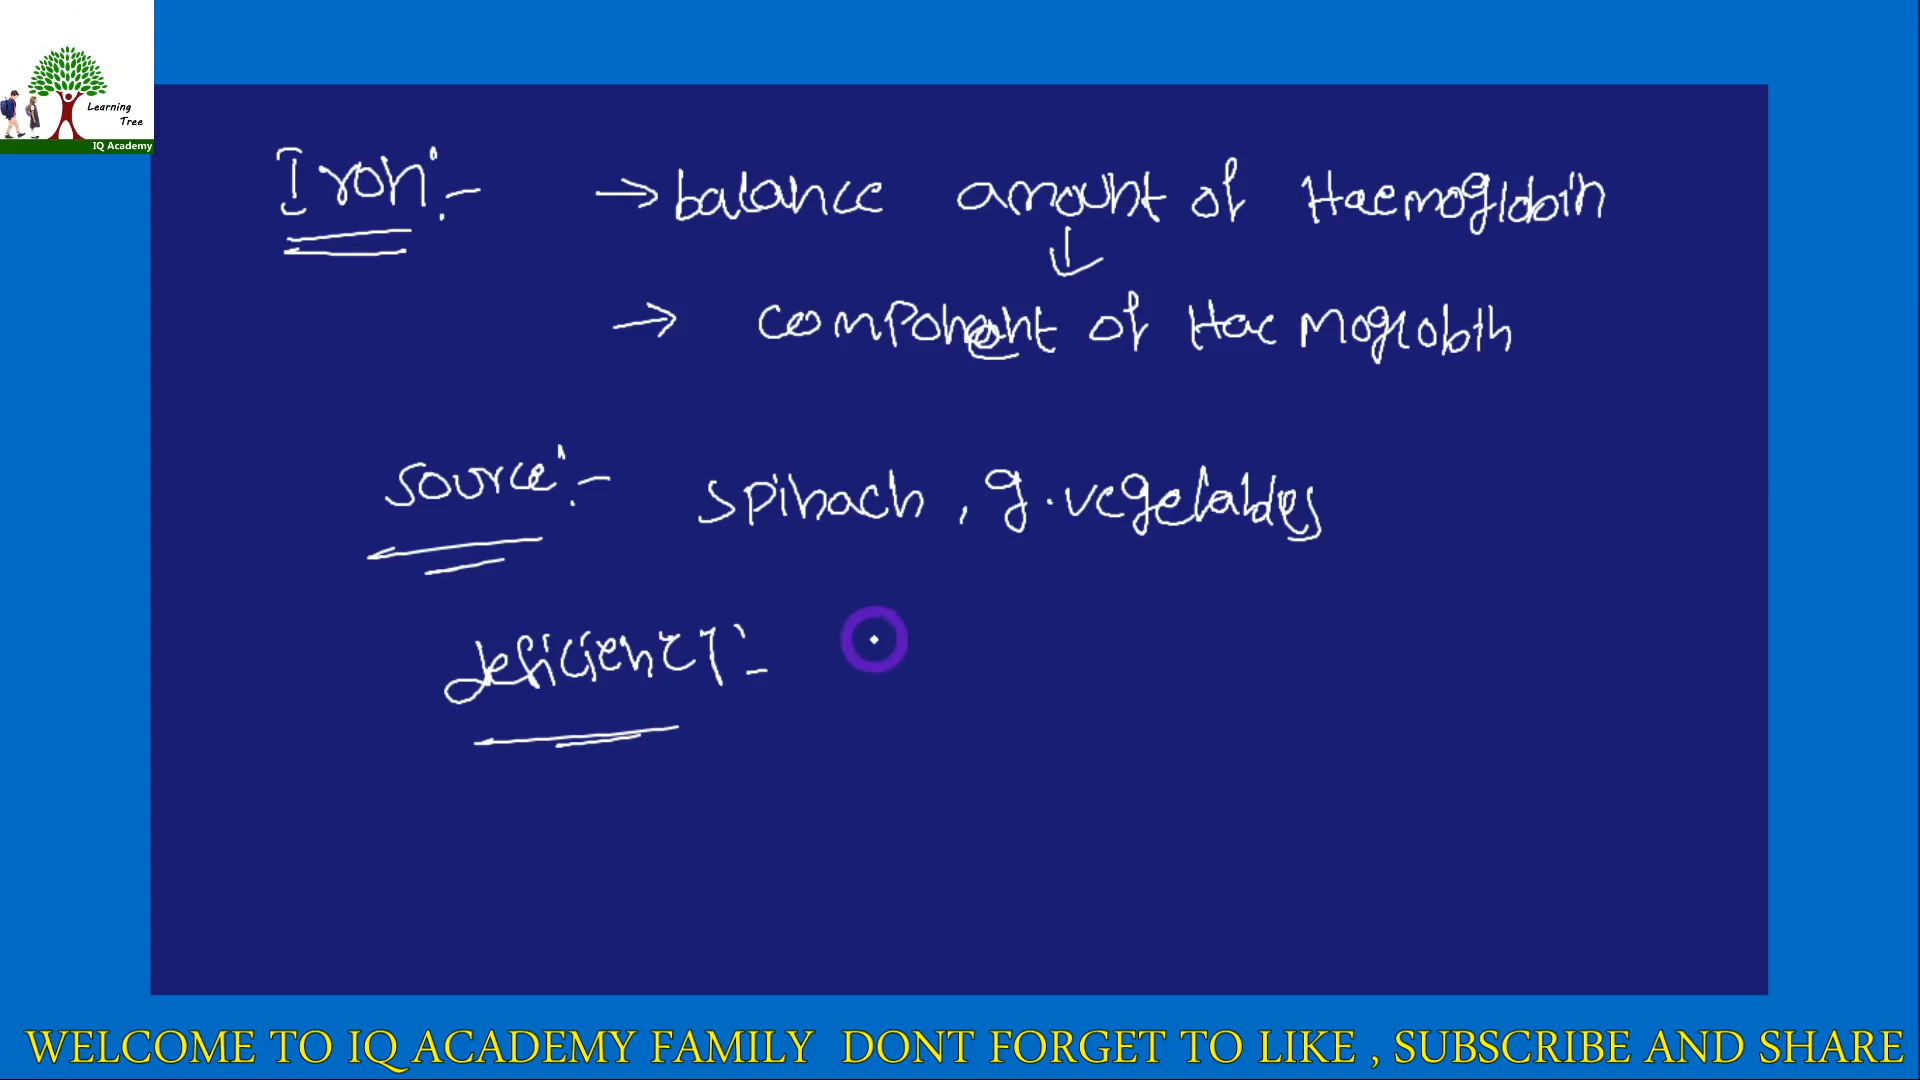 Learning
Tree
IQ Academy
Iron:- → balance amount of Haemoglobin
↓
→ component of Haemoglobin
source:- spinach, g.vegetables
deficiency:-
WELCOME TO IQ ACADEMY FAMILY DONT FORGET TO LIKE , SUBSCRIBE AND SHARE